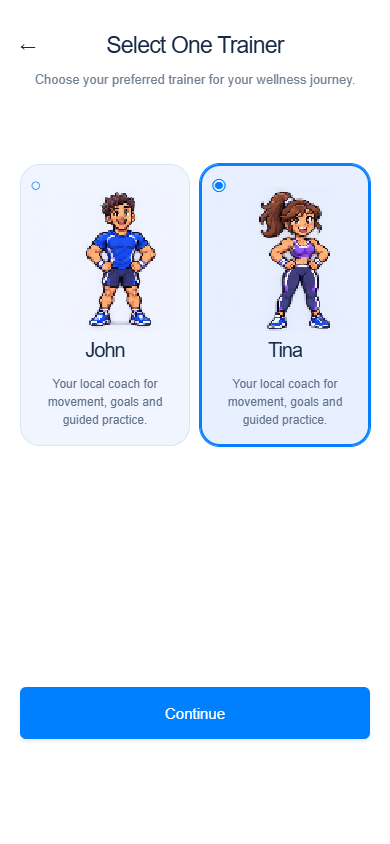 ←
Select One Trainer
Choose your preferred trainer for your wellness journey.
John
Your local coach for
movement, goals and
guided practice.
Tina
Your local coach for
movement, goals and
guided practice.
Continue